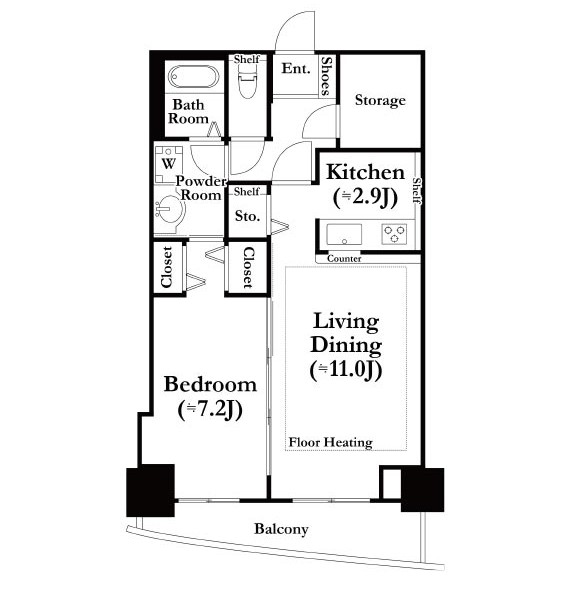 Shelf
Ent.
Shoes
Storage
Bath
Room
W
Powder
Room
Kitchen
(≒2.9J)
Shelf
Shelf
Sto.
Closet
Closet
Counter
Living
Dining
(≒11.0J)
Bedroom
(≒7.2J)
Floor Heating
Balcony